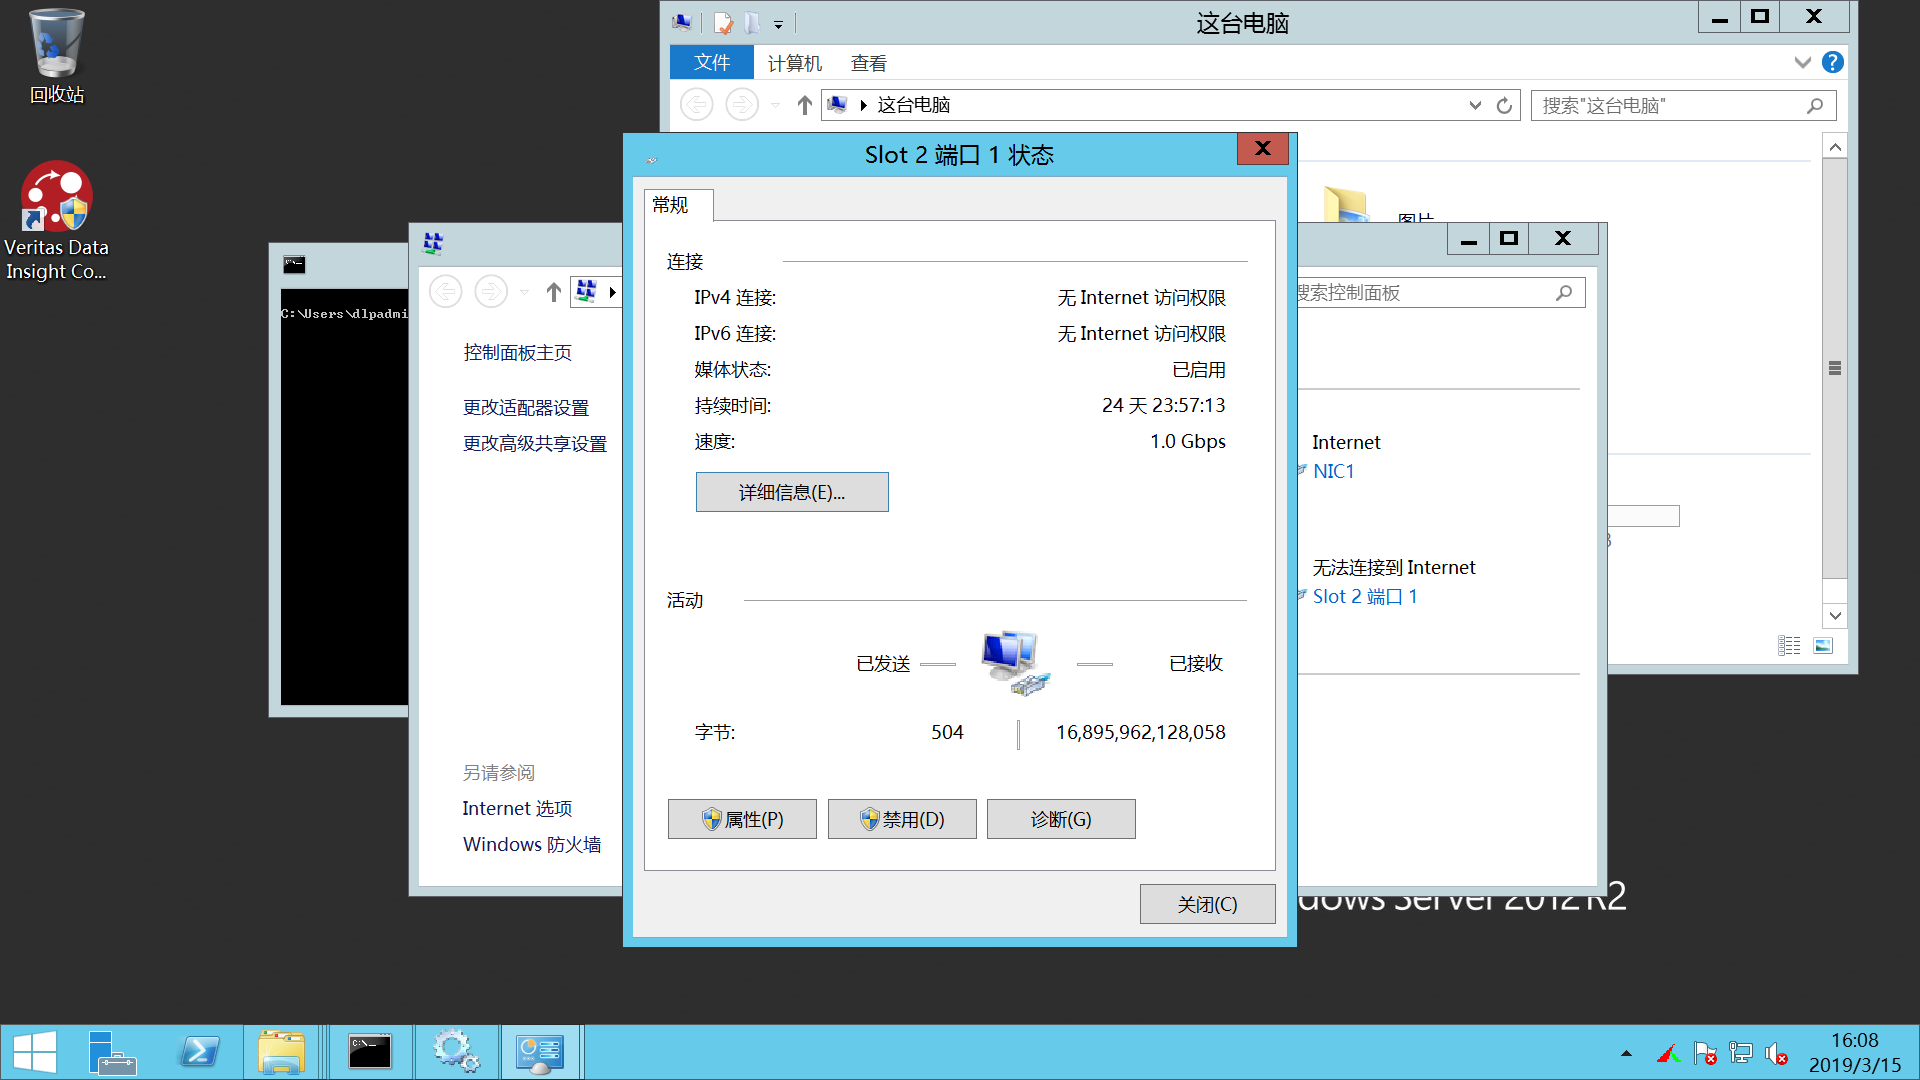 回收站
Veritas Data
Insight Co...
这台电脑
文件
计算机
查看
这台电脑
搜索"这台电脑"
图片
C:\Users\dlpadmi
控制面板主页
更改适配器设置
更改高级共享设置
另请参阅
Internet 选项
Windows 防火墙
搜索控制面板
Internet
NIC1
无法连接到 Internet
Slot 2 端口 1
Slot 2 端口 1 状态
常规
连接
IPv4 连接: 无 Internet 访问权限
IPv6 连接: 无 Internet 访问权限
媒体状态: 已启用
持续时间: 24 天 23:57:13
速度: 1.0 Gbps
详细信息(E)...
活动
已发送 已接收
字节: 504 16,895,962,128,058
属性(P) 禁用(D) 诊断(G)
关闭(C)
dows Server 2012 R2
C:\_
16:08
2019/3/15